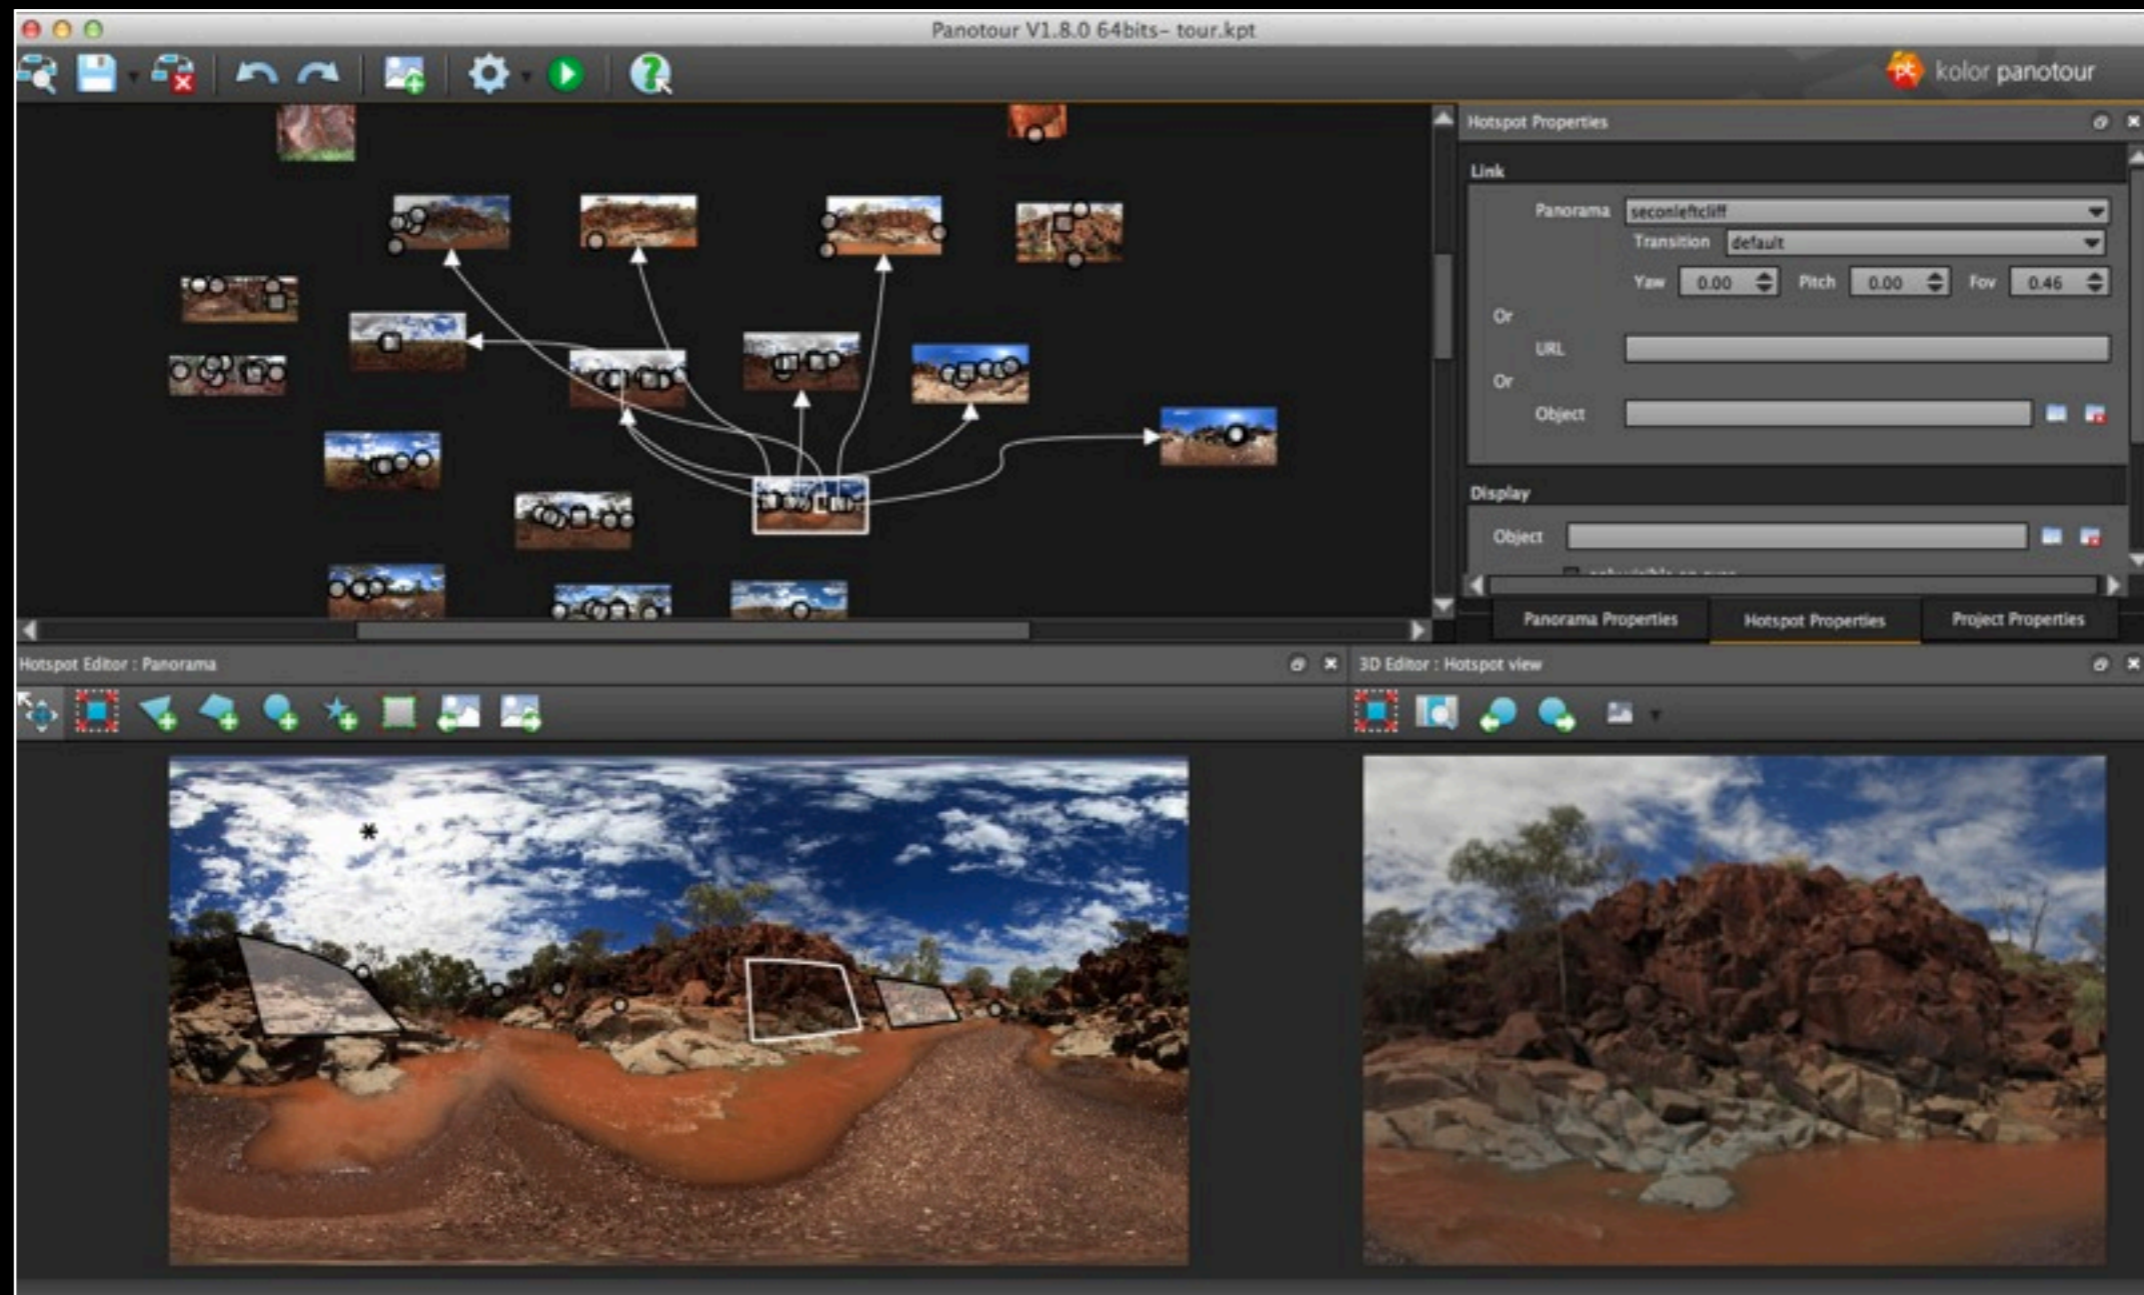 Panotour V1.8.0 64bits- tour.kpt
pt kolor panotour
Hotspot Properties
Link
Panorama seconleftcliff
Transition default
Yaw 0.00 Pitch 0.00 Fov 0.46
Or
URL
Or
Object
Display
Object
Panorama Properties Hotspot Properties Project Properties
Hotspot Editor : Panorama
3D Editor : Hotspot view